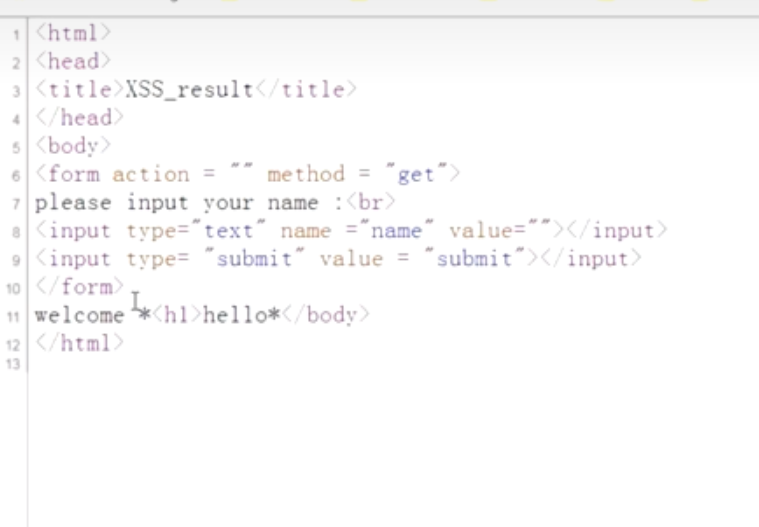 1 <html>
2 <head>
3 <title>XSS_result</title>
4 </head>
5 <body>
6 <form action = "" method = "get">
7 please input your name :<br>
8 <input type="text" name ="name" value=""></input>
9 <input type= "submit" value = "submit"></input>
10 </form>
11 welcome *<h1>hello*</body>
12 </html>
13